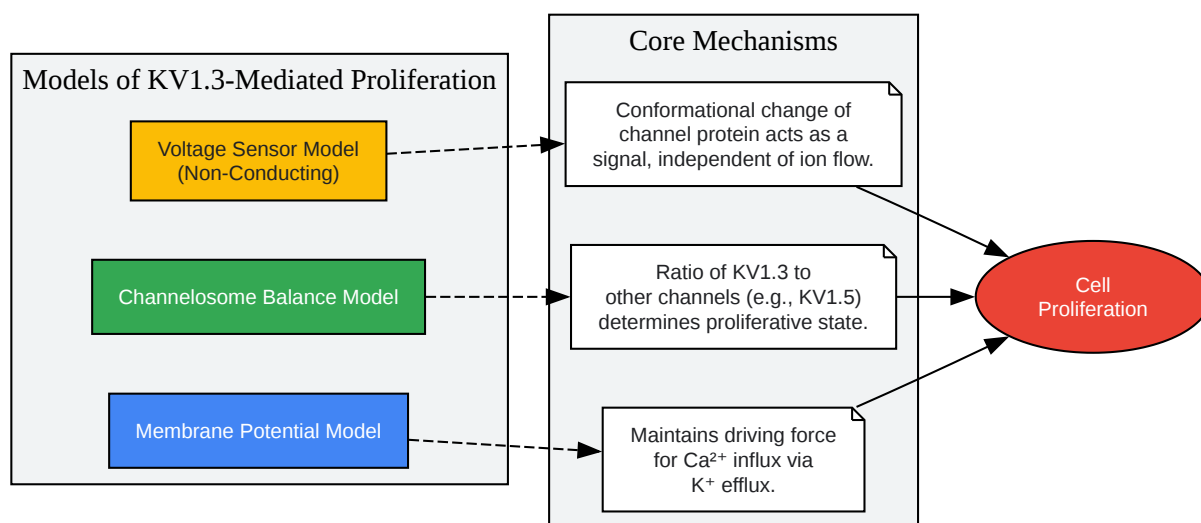 Models of KV1.3-Mediated Proliferation
Voltage Sensor Model
(Non-Conducting)
Channelosome Balance Model
Membrane Potential Model
Core Mechanisms
Conformational change of
channel protein acts as a
signal, independent of ion flow.
Ratio of KV1.3 to
other channels (e.g., KV1.5)
determines proliferative state.
Maintains driving force
for Ca²⁺ influx via
K⁺ efflux.
Cell
Proliferation